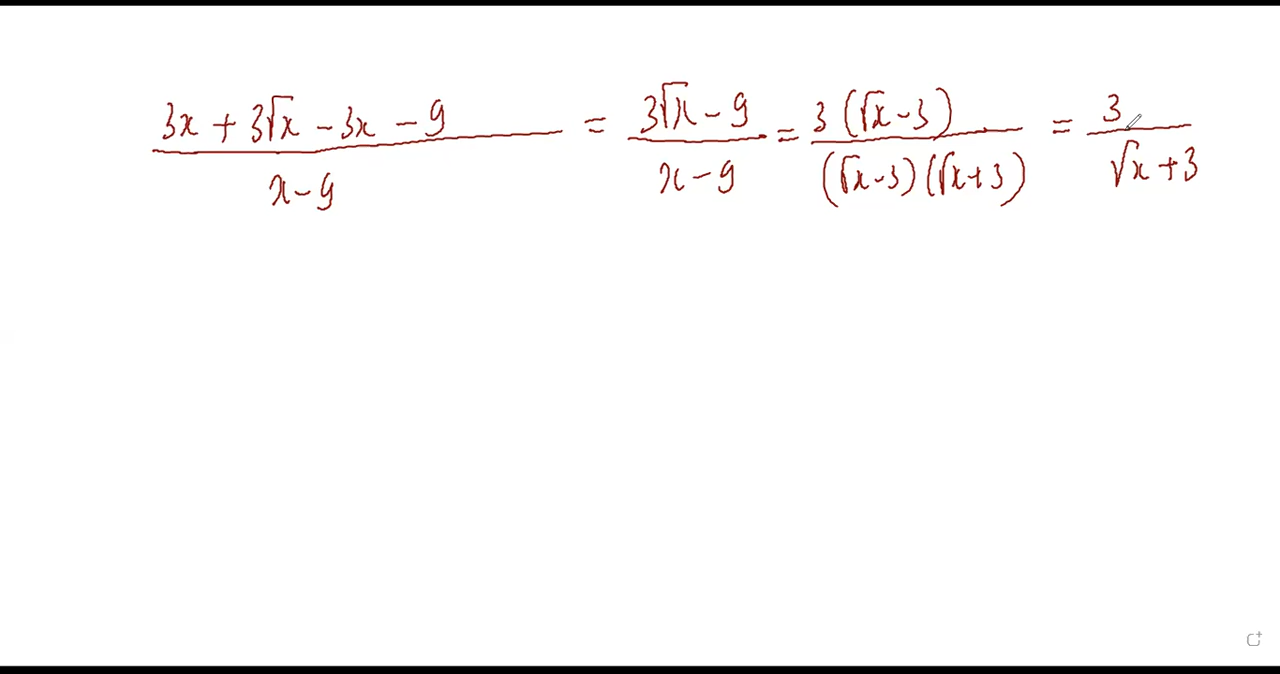 (3x + 3√x - 3x - 9)/(x - 9) = (3√x - 9)/(x - 9) = (3(√x - 3))/((√x - 3)(√x + 3)) = 3/(√x + 3)